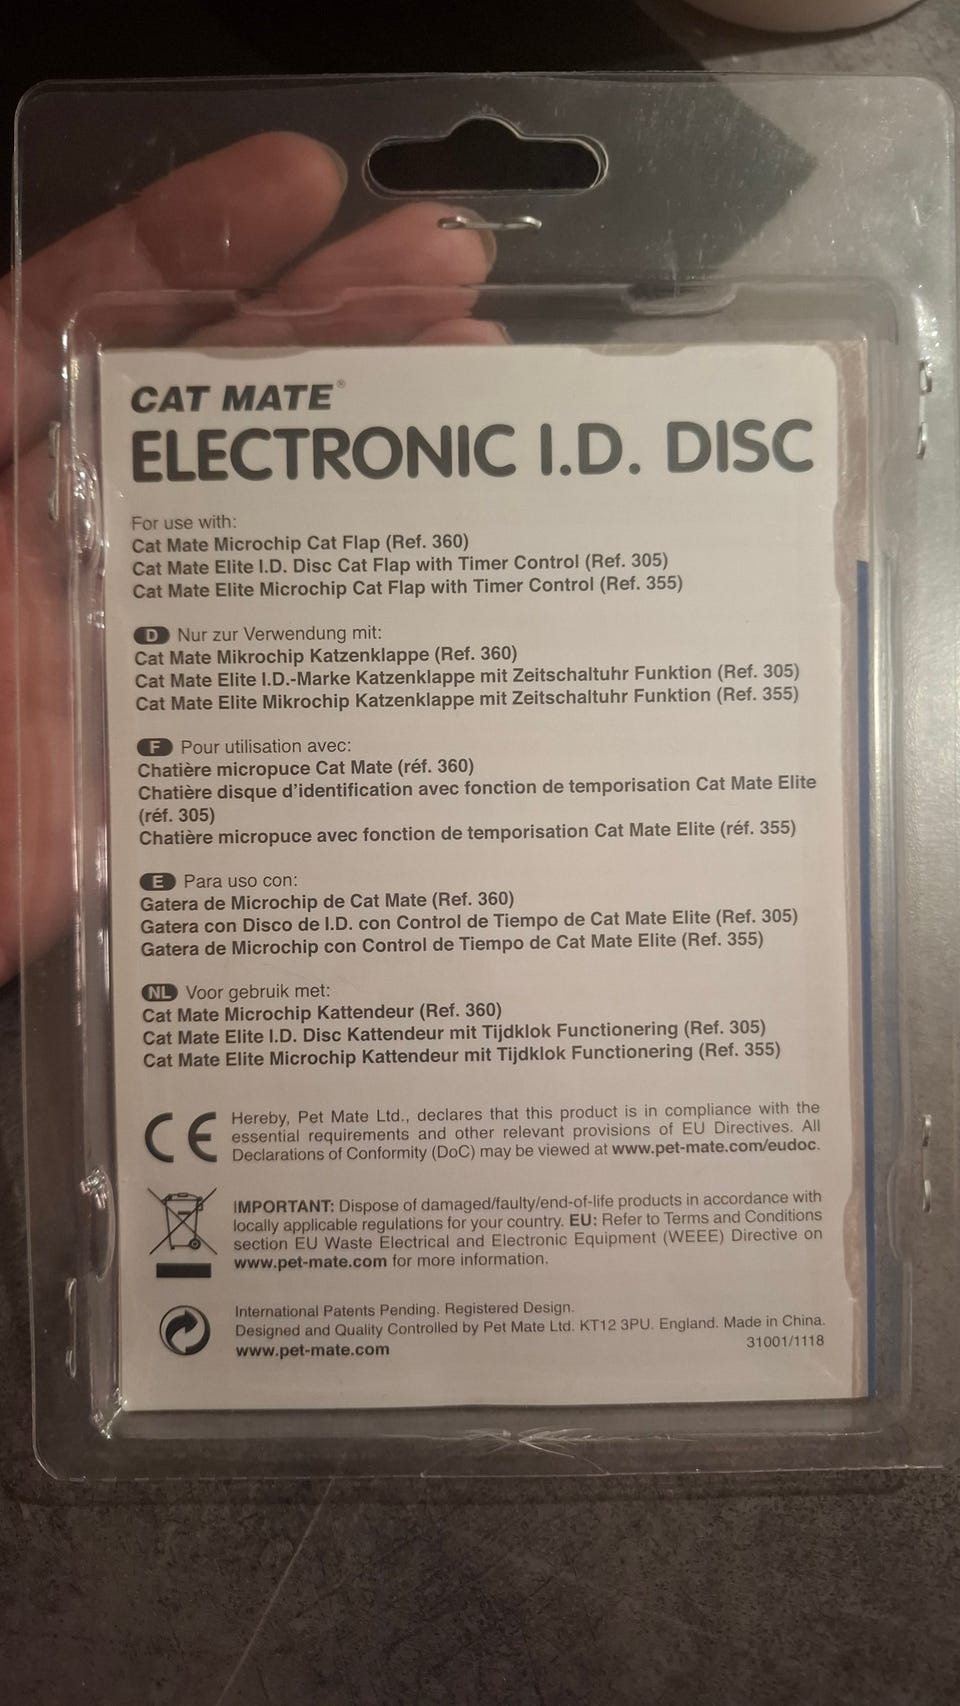 CAT MATE®
ELECTRONIC I.D. DISC
For use with:
Cat Mate Microchip Cat Flap (Ref. 360)
Cat Mate Elite I.D. Disc Cat Flap with Timer Control (Ref. 305)
Cat Mate Elite Microchip Cat Flap with Timer Control (Ref. 355)
D Nur zur Verwendung mit:
Cat Mate Mikrochip Katzenklappe (Ref. 360)
Cat Mate Elite I.D.-Marke Katzenklappe mit Zeitschaltuhr Funktion (Ref. 305)
Cat Mate Elite Mikrochip Katzenklappe mit Zeitschaltuhr Funktion (Ref. 355)
F Pour utilisation avec:
Chatière micropuce Cat Mate (réf. 360)
Chatière disque d'identification avec fonction de temporisation Cat Mate Elite
(réf. 305)
Chatière micropuce avec fonction de temporisation Cat Mate Elite (réf. 355)
E Para uso con:
Gatera de Microchip de Cat Mate (Ref. 360)
Gatera con Disco de I.D. con Control de Tiempo de Cat Mate Elite (Ref. 305)
Gatera de Microchip con Control de Tiempo de Cat Mate Elite (Ref. 355)
NL Voor gebruik met:
Cat Mate Microchip Kattendeur (Ref. 360)
Cat Mate Elite I.D. Disc Kattendeur mit Tijdklok Functionering (Ref. 305)
Cat Mate Elite Microchip Kattendeur mit Tijdklok Functionering (Ref. 355)
CE Hereby, Pet Mate Ltd., declares that this product is in compliance with the
essential requirements and other relevant provisions of EU Directives. All
Declarations of Conformity (DoC) may be viewed at www.pet-mate.com/eudoc.
IMPORTANT: Dispose of damaged/faulty/end-of-life products in accordance with
locally applicable regulations for your country. EU: Refer to Terms and Conditions
section EU Waste Electrical and Electronic Equipment (WEEE) Directive on
www.pet-mate.com for more information.
International Patents Pending. Registered Design.
Designed and Quality Controlled by Pet Mate Ltd. KT12 3PU. England. Made in China.
www.pet-mate.com 31001/1118